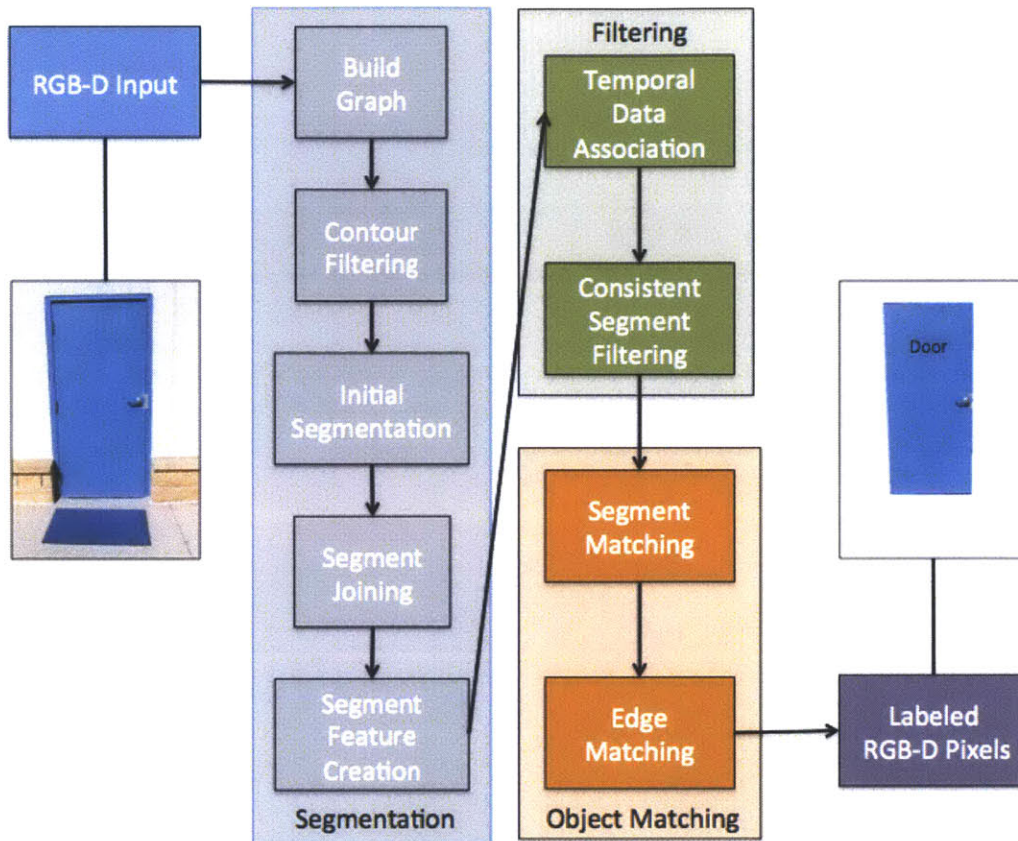 RGB-D Input
Build
Graph
Contour
Filtering
Initial
Segmentation
Segment
Joining
Segment
Feature
Creation
Segmentation
Filtering
Temporal
Data
Association
Consistent
Segment
Filtering
Segment
Matching
Edge
Matching
Object Matching
Door
Labeled
RGB-D Pixels